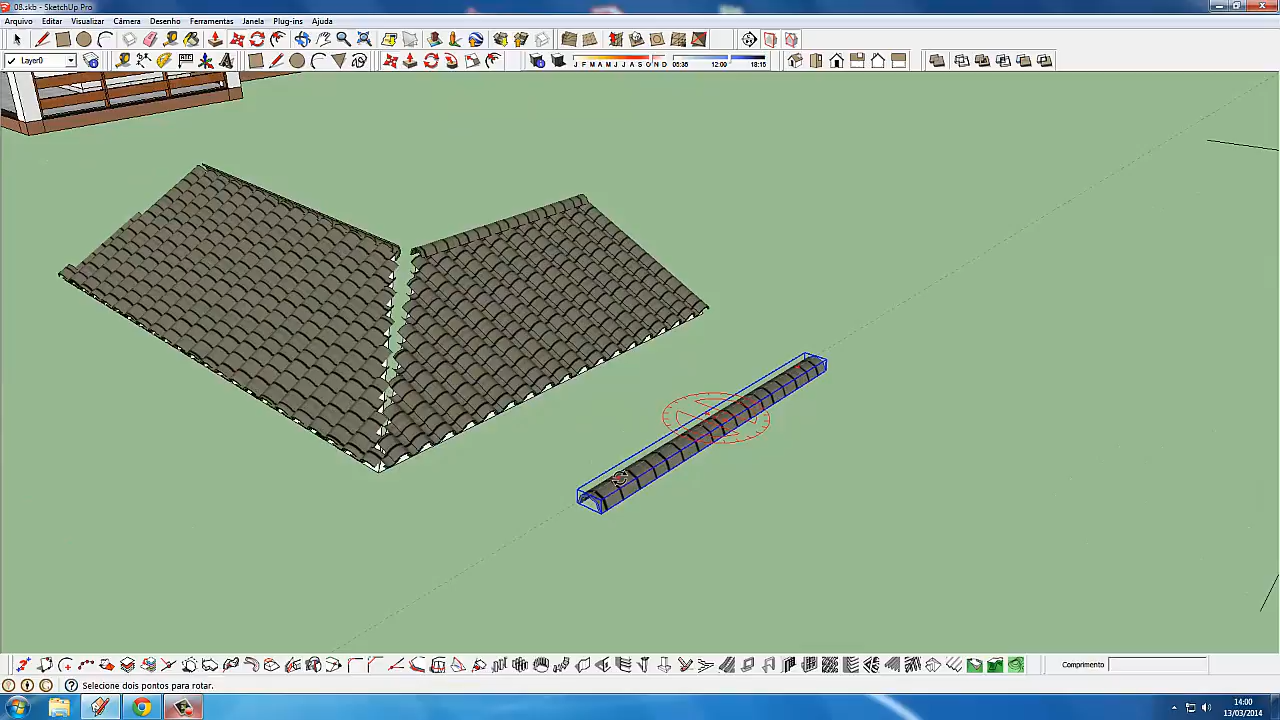 08.skb - SketchUp Pro
Arquivo Editar Visualizar Câmera Desenho Ferramentas Janela Plug-ins Ajuda
Layer0
J F M A M J J A S O N D
06:36 12:00 18:15
Comprimento
Selecione dois pontos para rotar.
14:00
13/03/2014